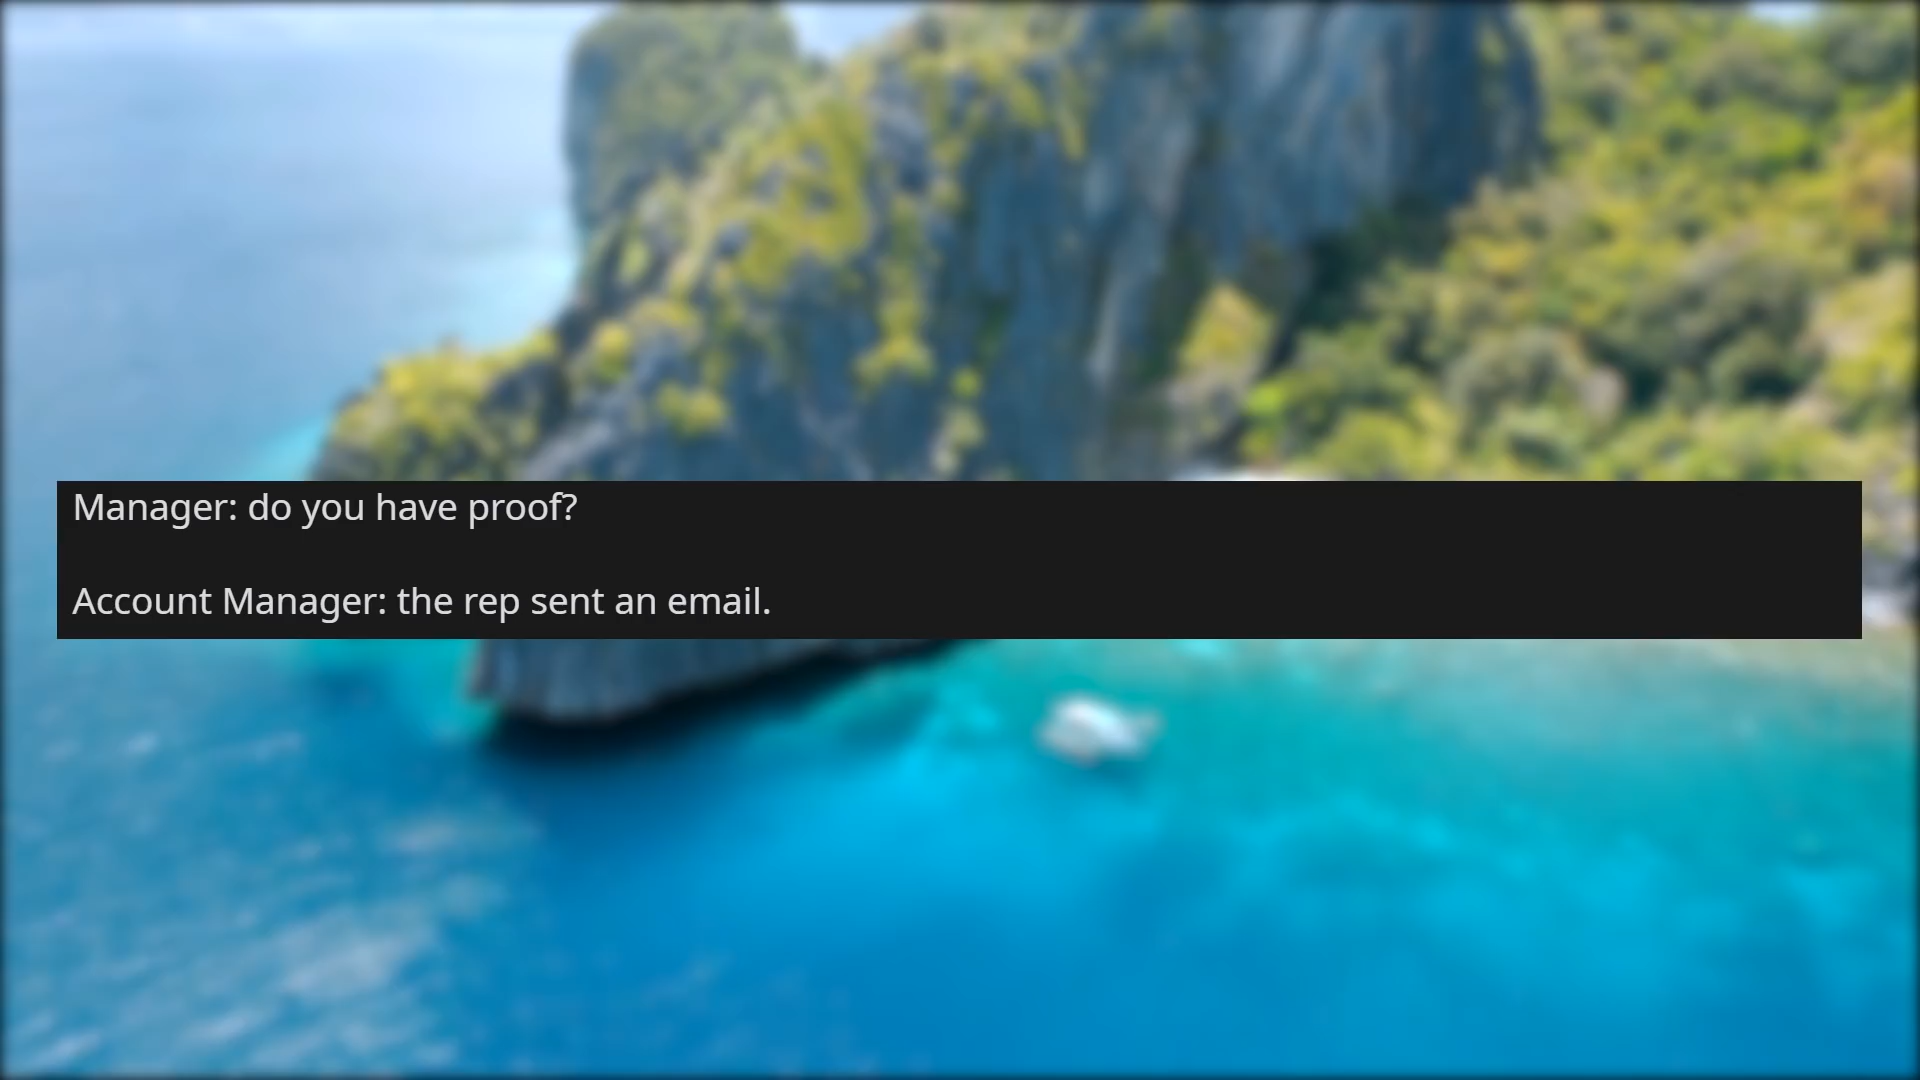 Manager: do you have proof?
Account Manager: the rep sent an email.